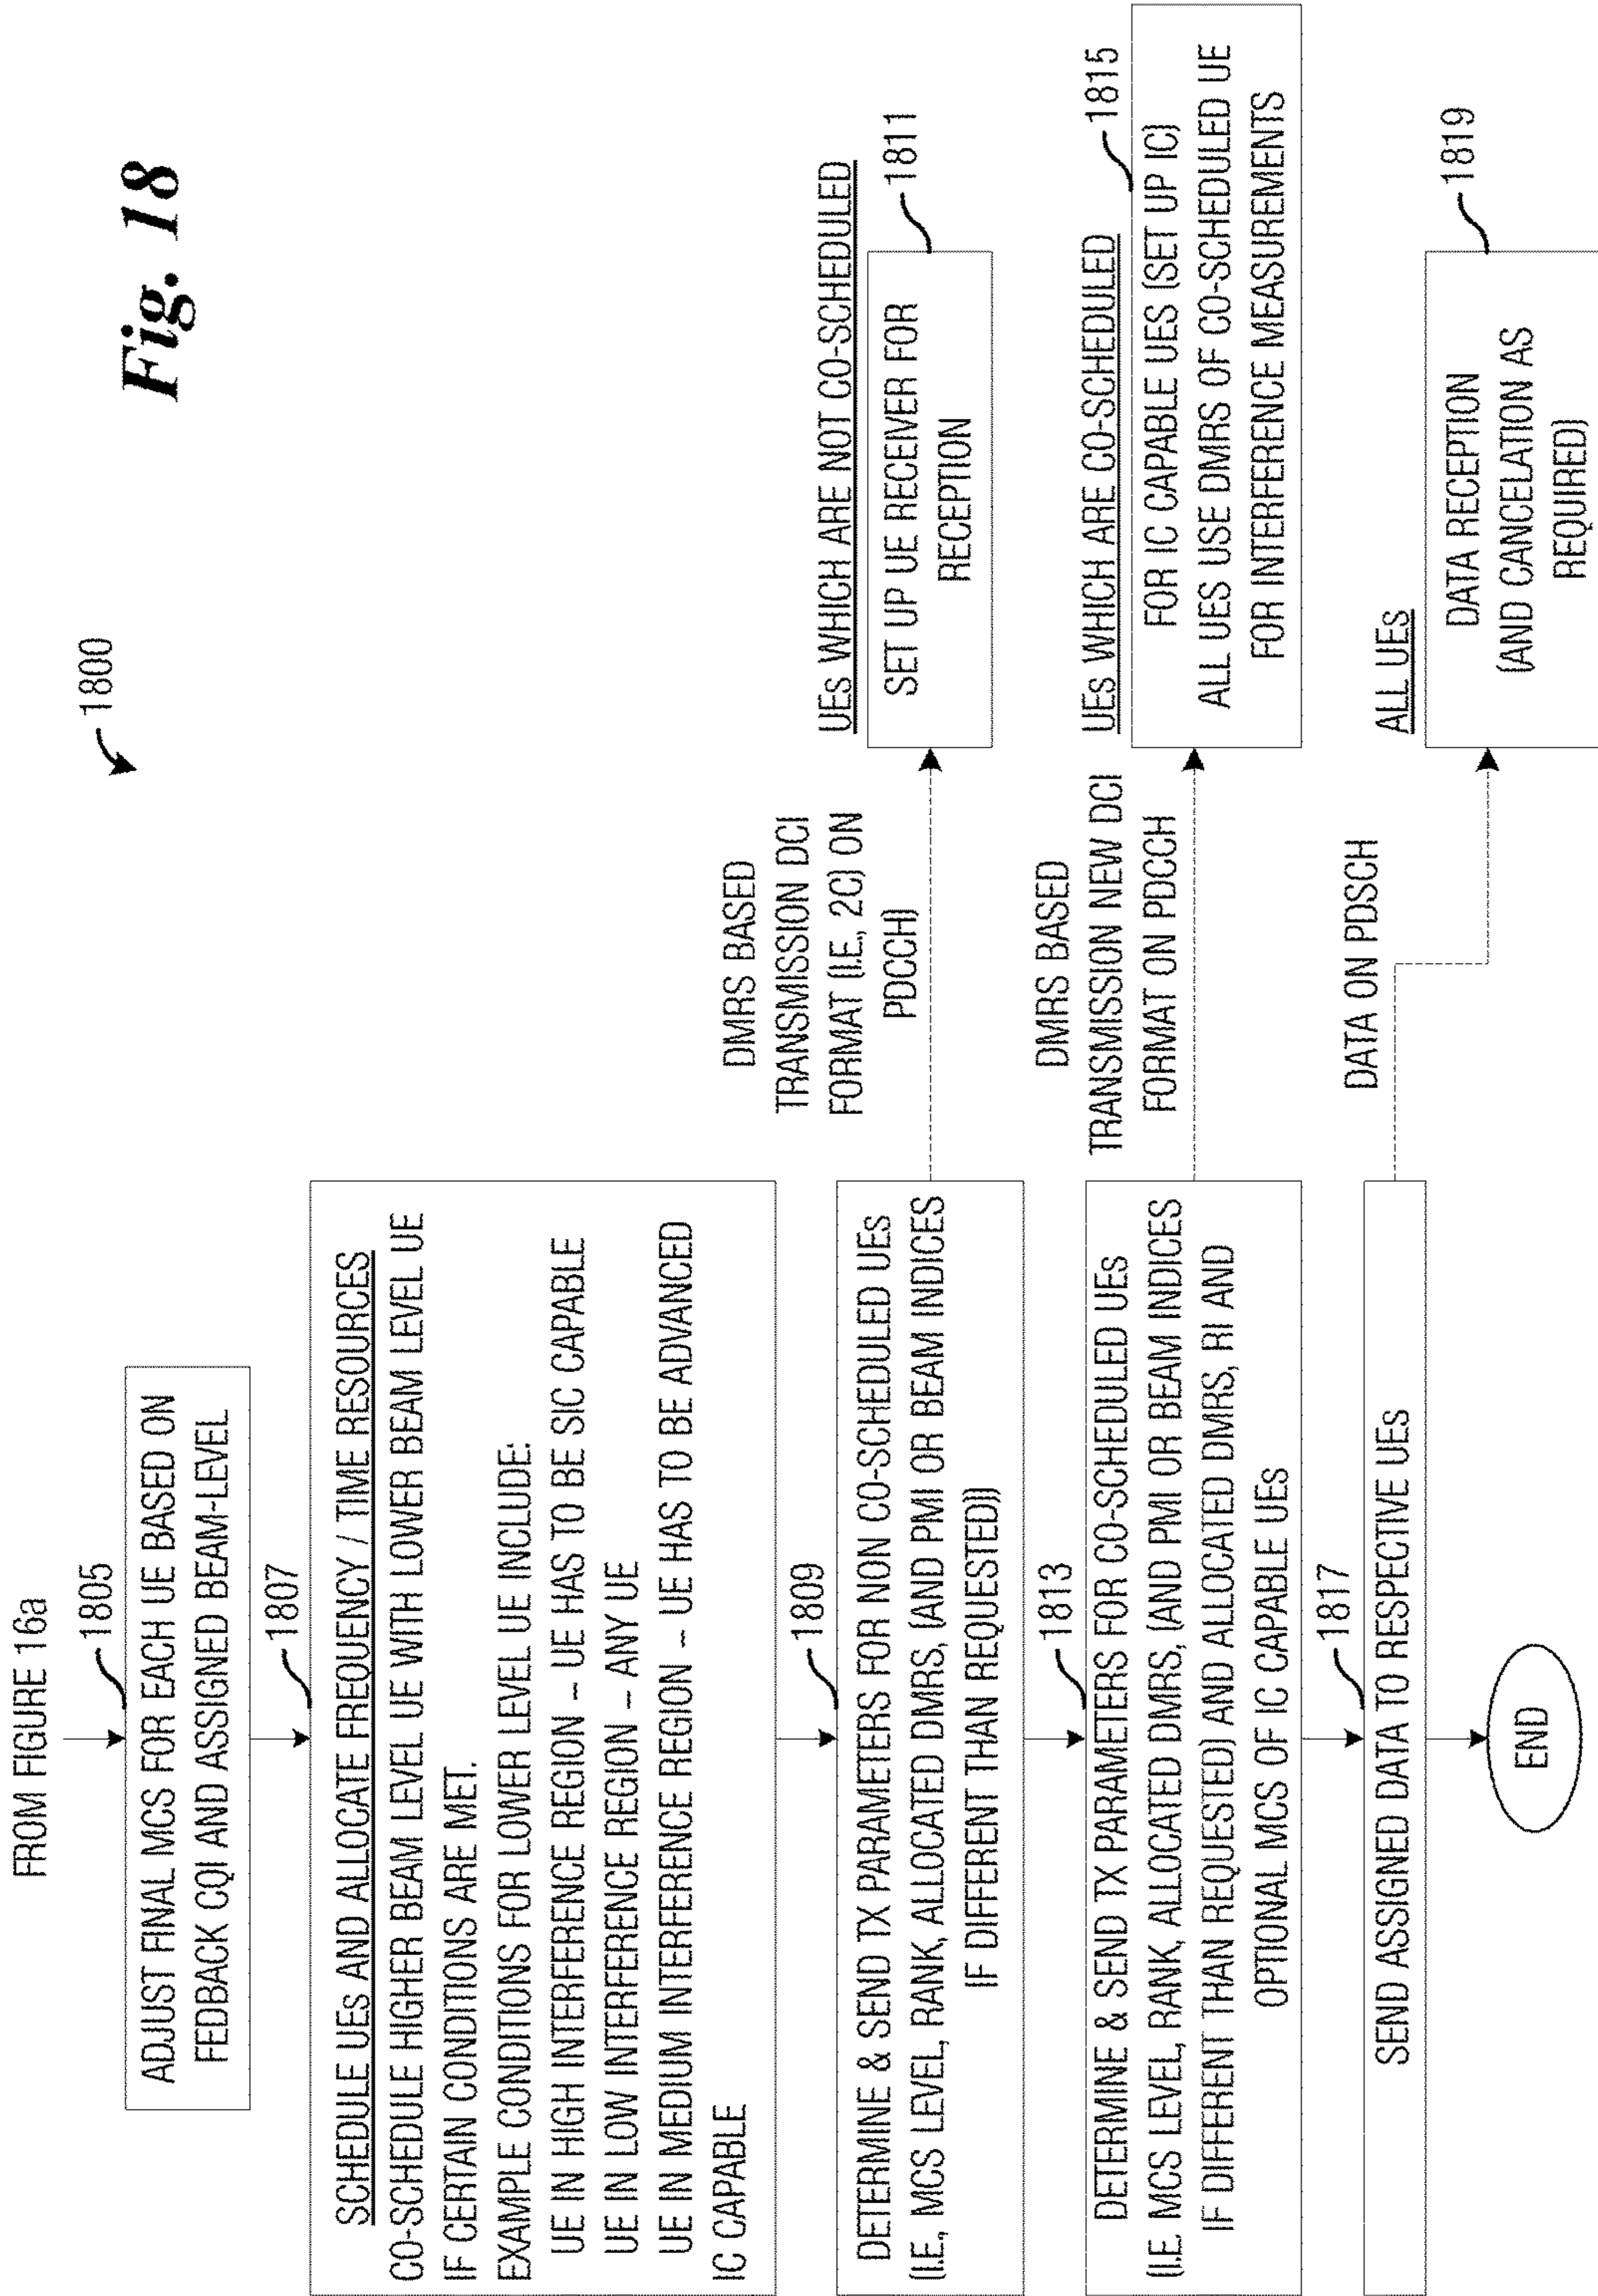 Fig. 18
1800
FROM FIGURE 16a
1805
ADJUST FINAL MCS FOR EACH UE BASED ON
FEDBACK CQI AND ASSIGNED BEAM-LEVEL
1807
SCHEDULE UEs AND ALLOCATE FREQUENCY / TIME RESOURCES
CO-SCHEDULE HIGHER BEAM LEVEL UE WITH LOWER BEAM LEVEL UE
IF CERTAIN CONDITIONS ARE MET.
EXAMPLE CONDITIONS FOR LOWER LEVEL UE INCLUDE:
UE IN HIGH INTERFERENCE REGION – UE HAS TO BE SIC CAPABLE
UE IN LOW INTERFERENCE REGION – ANY UE
UE IN MEDIUM INTERFERENCE REGION – UE HAS TO BE ADVANCED
IC CAPABLE
1809
DETERMINE & SEND TX PARAMETERS FOR NON CO-SCHEDULED UEs
(I.E., MCS LEVEL, RANK, ALLOCATED DMRS, (AND PMI OR BEAM INDICES
IF DIFFERENT THAN REQUESTED))
DMRS BASED
TRANSMISSION DCI
FORMAT (I.E., 2C) ON
PDCCH)
UEs WHICH ARE NOT CO-SCHEDULED
1811
SET UP UE RECEIVER FOR
RECEPTION
1813
DETERMINE & SEND TX PARAMETERS FOR CO-SCHEDULED UEs
(I.E. MCS LEVEL, RANK, ALLOCATED DMRS, (AND PMI OR BEAM INDICES
IF DIFFERENT THAN REQUESTED) AND ALLOCATED DMRS, RI AND
OPTIONAL MCS OF IC CAPABLE UEs
DMRS BASED
TRANSMISSION NEW DCI
FORMAT ON PDCCH
UEs WHICH ARE CO-SCHEDULED
1815
FOR IC CAPABLE UES (SET UP IC)
ALL UES USE DMRS OF CO-SCHEDULED UE
FOR INTERFERENCE MEASUREMENTS
1817
SEND ASSIGNED DATA TO RESPECTIVE UEs
DATA ON PDSCH
ALL UEs
1819
DATA RECEPTION
(AND CANCELATION AS
REQUIRED)
END